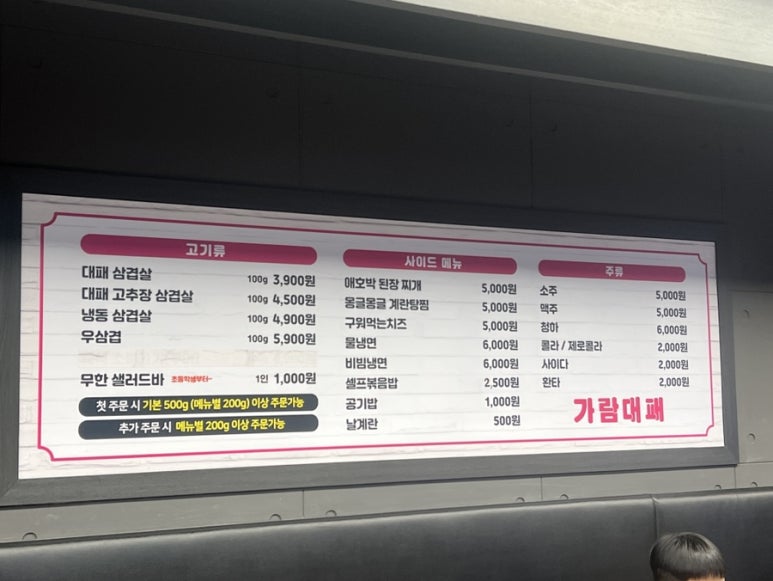 고기류
대패 삼겹살 100g 3,900원
대패 고추장 삼겹살 100g 4,500원
냉동 삼겹살 100g 4,900원
우삼겹 100g 5,900원
무한 샐러드바 초등학생부터~ 1인 1,000원
첫 주문 시 기본 500g (메뉴별 200g) 이상 주문가능
추가 주문 시 메뉴별 200g 이상 주문가능
사이드 메뉴
애호박 된장 찌개 5,000원
몽글몽글 계란탕찜 5,000원
구워먹는치즈 5,000원
물냉면 6,000원
비빔냉면 6,000원
셀프볶음밥 2,500원
공기밥 1,000원
날계란 500원
주류
소주 5,000원
맥주 5,000원
청하 6,000원
콜라 / 제로콜라 2,000원
사이다 2,000원
환타 2,000원
가람대패